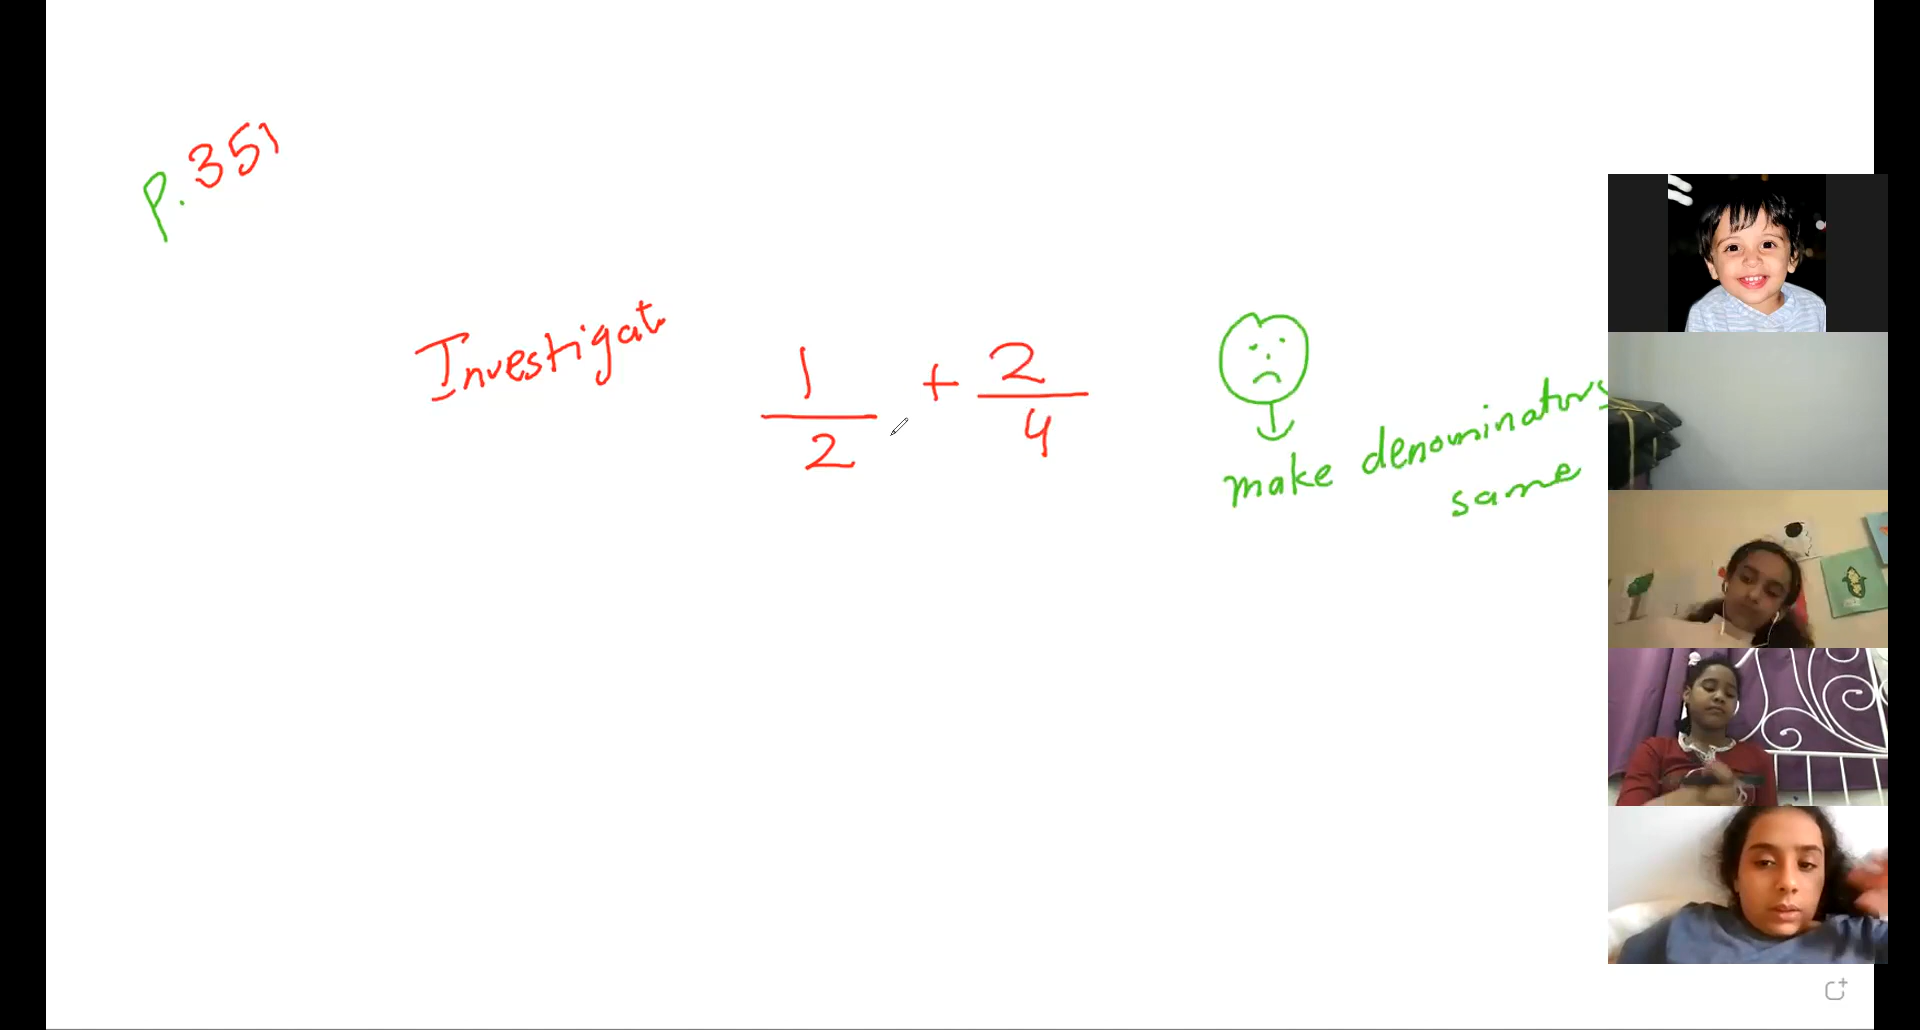 p.351
Investigat
1/2 + 2/4
make denominators
same